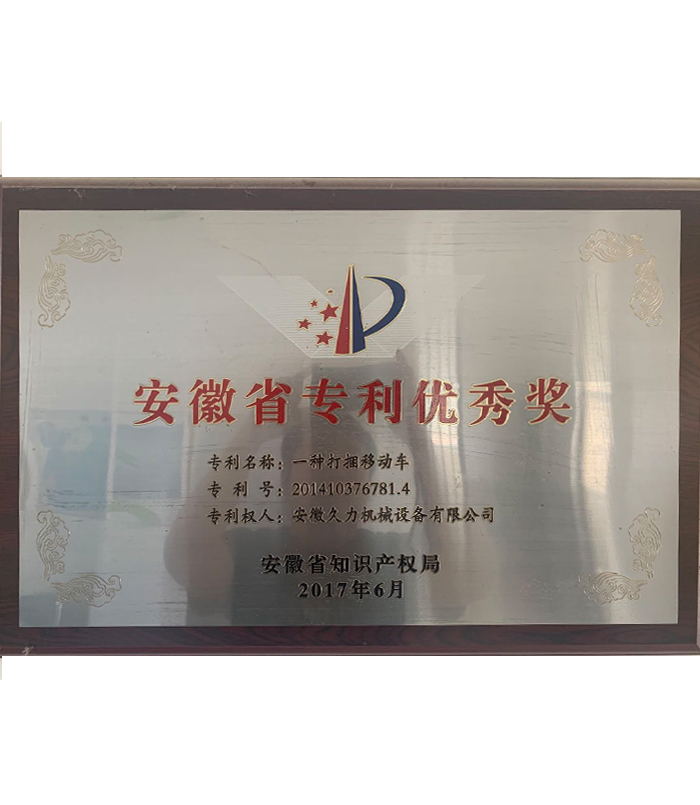 安徽省专利优秀奖
专利名称：一种打捆移动车
专 利 号：201410376781.4
专利权人：安徽久力机械设备有限公司
安徽省知识产权局
2017年6月